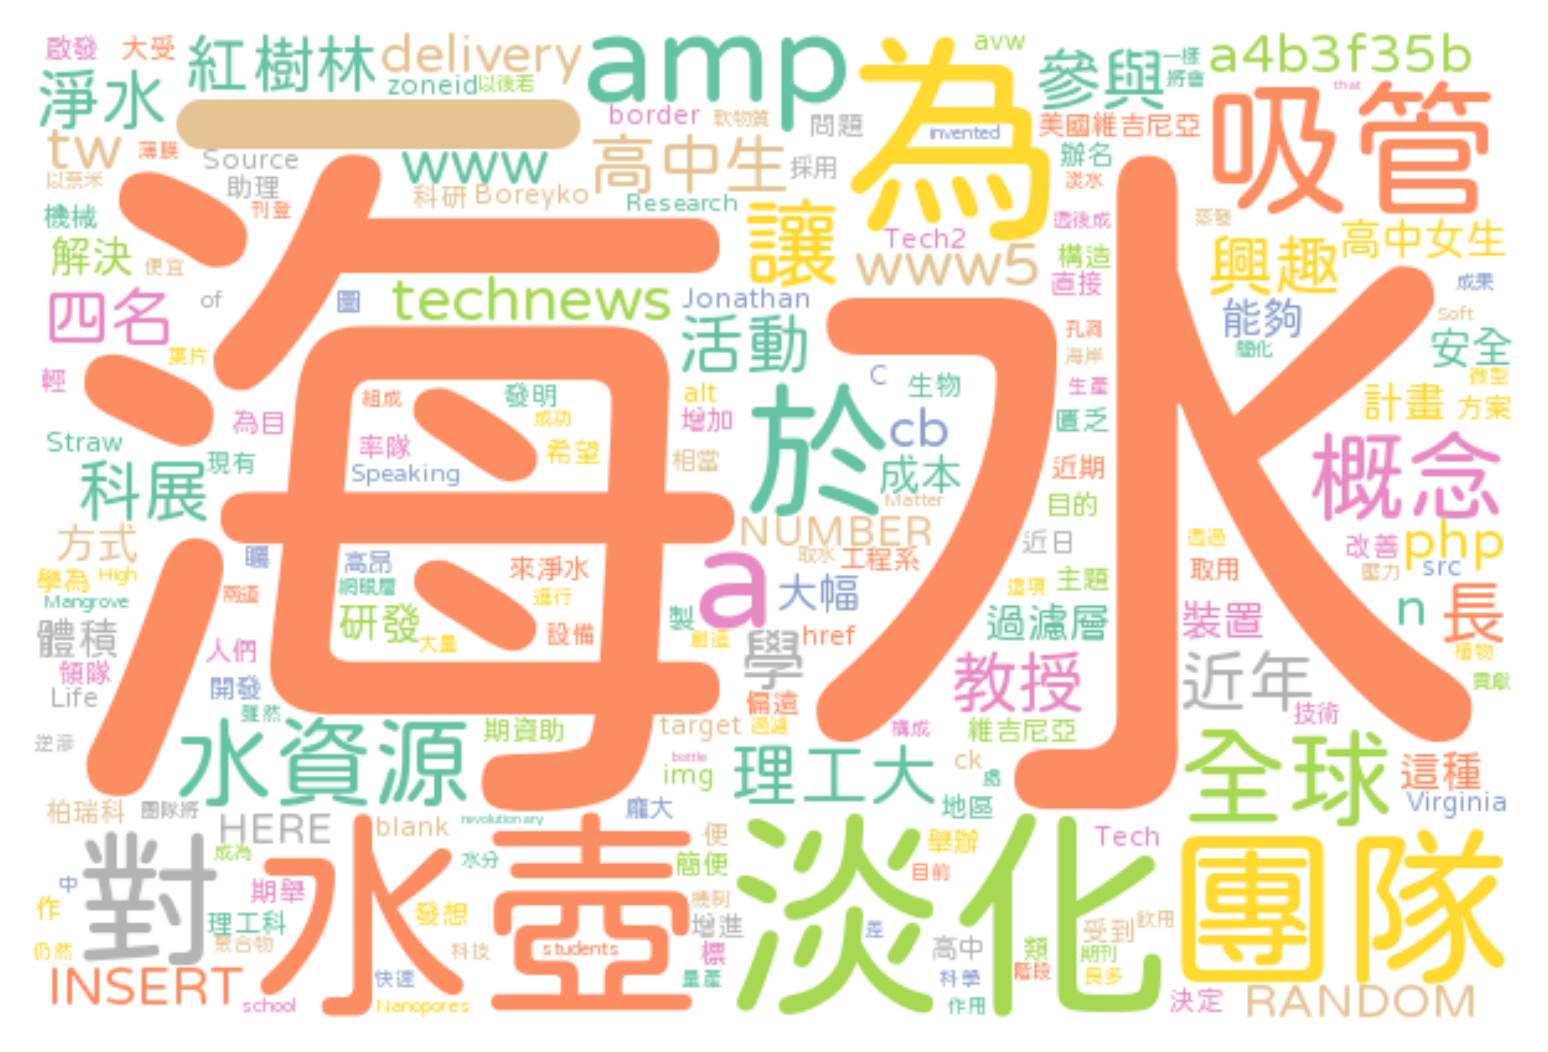 啟發 大受 紅樹林 delivery amp 為 avw 參與 一樣 a4b3f35b
淨水 zoneid 以後若 將會 that
tw 薄膜 Source www border 軟物質 問題 invented 美國維吉尼亞 吸管
以奈米 助理 科研 Boreyko 高中生 採用 辦名
機械 刊登 Research 讓 淡水 透後成 蒸發
解決 便宜 Tech2 www5 構造 興趣 高中女生
四名 of 圖 technews Jonathan 直接 能夠 成果
海水
葉片 活動 孔洞 Soft
輕 組成 發明 alt C 生物 海岸 簡化 安全
為目 成功 增加 於 cb 生產 微型
Straw 率隊 希望 匱乏 計畫 方案
科展 現有 Speaking 相當 成本 近期 概念
Matter 目的
方式 NUMBER 近日 透過 改善 php
曯 高昂 來淨水 取水 工程系 壓力 src
學為 High 網眼層 a 大幅 這項 主題 取用
Mangrove 兩道 研發 進行 製 過濾層 裝置 n 長
體積 人們 大量 設備 創造 學 href 植物
領隊 開發 教授 近年 貢獻
Life 雖然 偏遠 技術
逆滲 水資源 期資助 target 過濾 構成 維吉尼亞
bottle img 理工大 ck 處 全球 這種
柏瑞科 團隊將 HERE blank revolutionary 龐大 地區 Virginia
對 成為 水壺 水分 便 淡化 舉辦 Tech 團隊
中 期舉 簡便 目前
作 理工科 發想 機制 增進 差 受到 飲用
仍然 聚合物 科技 students 標 高中 類 期刊
INSERT 快速 量產 科學 階段 良多
school Nanopores 作用 決定 RANDOM